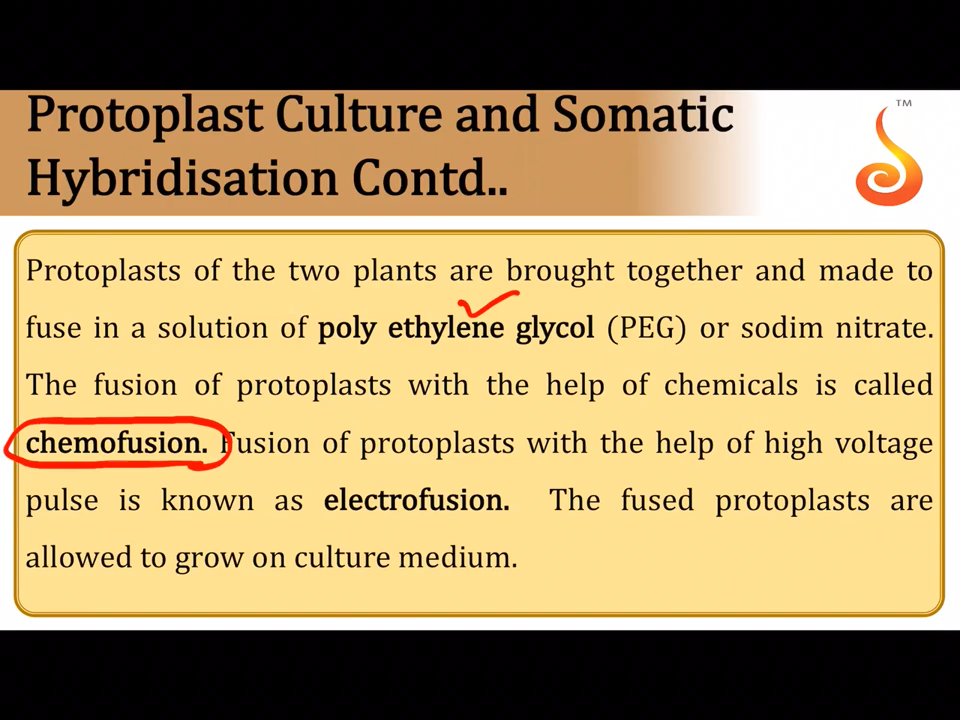 Protoplast Culture and Somatic
Hybridisation Contd..
TM
Protoplasts of the two plants are brought together and made to
fuse in a solution of poly ethylene glycol (PEG) or sodim nitrate.
The fusion of protoplasts with the help of chemicals is called
chemofusion. Fusion of protoplasts with the help of high voltage
pulse is known as electrofusion. The fused protoplasts are
allowed to grow on culture medium.